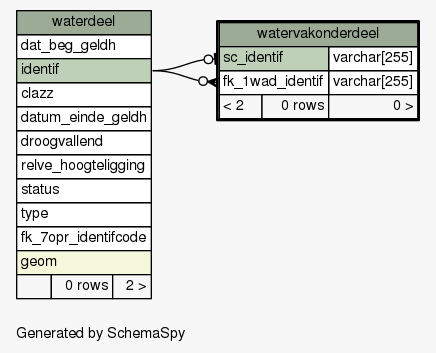 waterdeel
dat_beg_geldh
identif
clazz
datum_einde_geldh
droogvallend
relve_hoogteligging
status
type
fk_7opr_identifcode
geom
0 rows 2 >
watervakonderdeel
sc_identif varchar[255]
fk_1wad_identif varchar[255]
< 2 0 rows 0 >
Generated by SchemaSpy